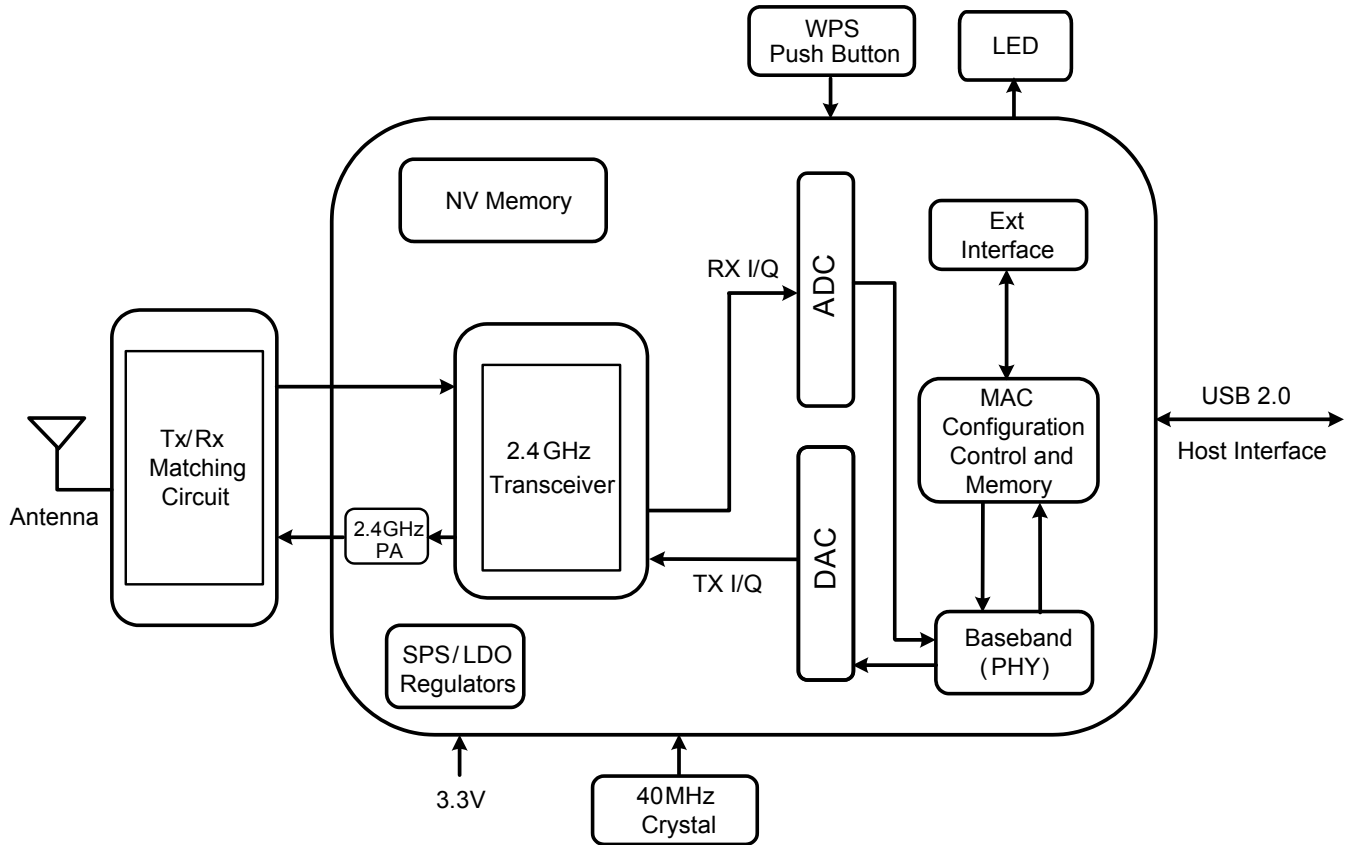 WPS
Push Button
LED
NV Memory
Ext
Interface
RX I/Q
ADC
Tx/Rx
Matching
Circuit
2.4GHz
Transceiver
MAC
Configuration
Control and
Memory
USB 2.0
Host Interface
Antenna
2.4GHz
PA
TX I/Q
DAC
Baseband
(PHY)
SPS/LDO
Regulators
3.3V
40MHz
Crystal